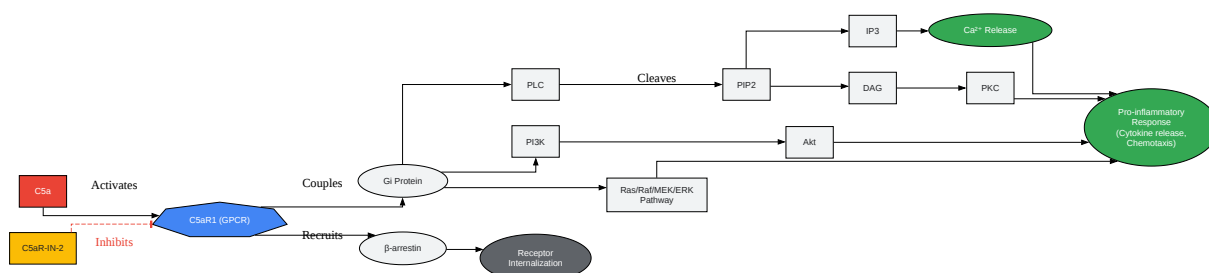 IP3
Ca²⁺ Release
PLC
Cleaves
PIP2
DAG
PKC
Pro-inflammatory
Response
(Cytokine release,
Chemotaxis)
PI3K
Akt
C5a
Activates
Couples
Gi Protein
Ras/Raf/MEK/ERK
Pathway
C5aR1 (GPCR)
C5aR-IN-2
Inhibits
Recruits
β-arrestin
Receptor
Internalization